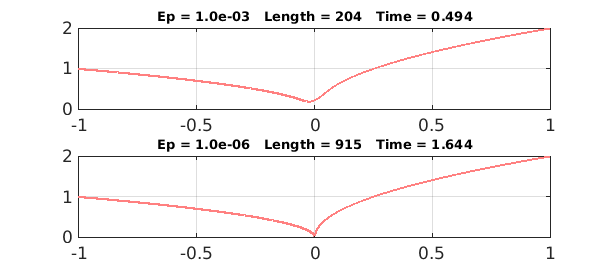 Ep = 1.0e-03 Length = 204 Time = 0.494
2
1
0
-1 -0.5 0 0.5 1
Ep = 1.0e-06 Length = 915 Time = 1.644
2
1
0
-1 -0.5 0 0.5 1